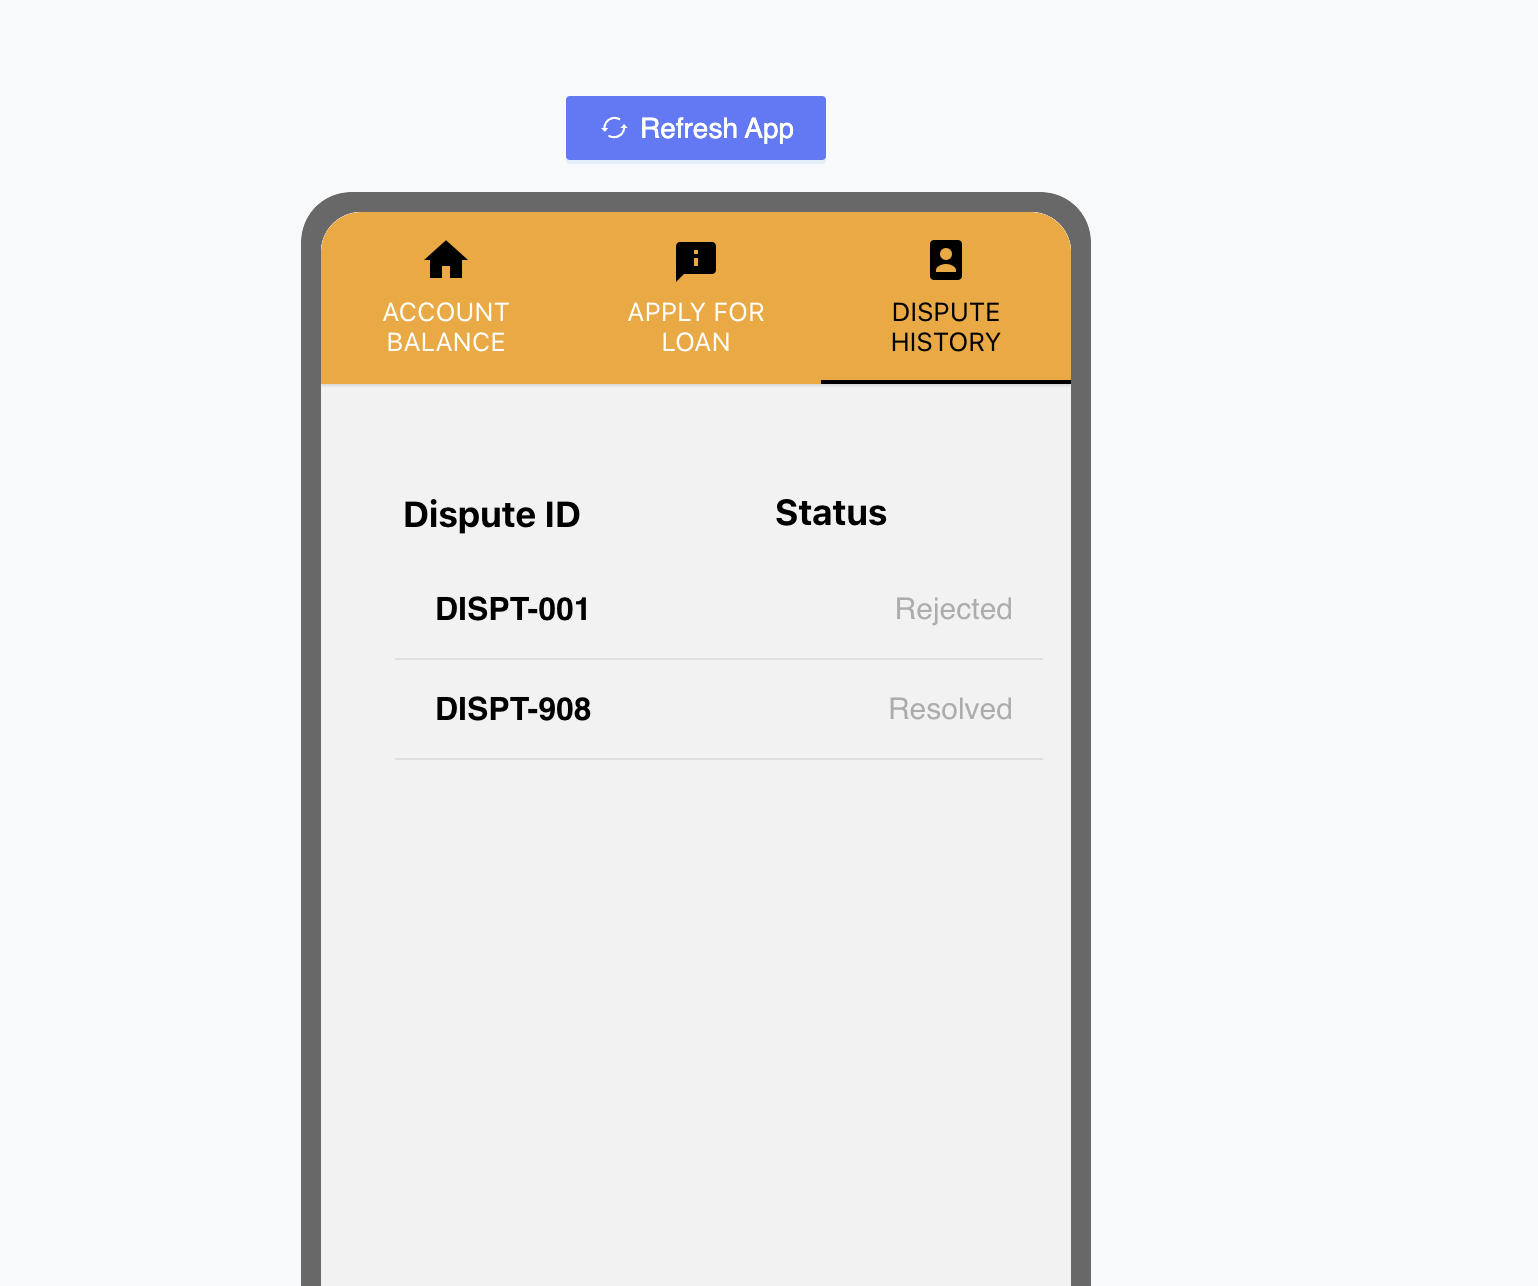 Refresh App
ACCOUNT
BALANCE
APPLY FOR
LOAN
DISPUTE
HISTORY
Dispute ID Status
DISPT-001 Rejected
DISPT-908 Resolved